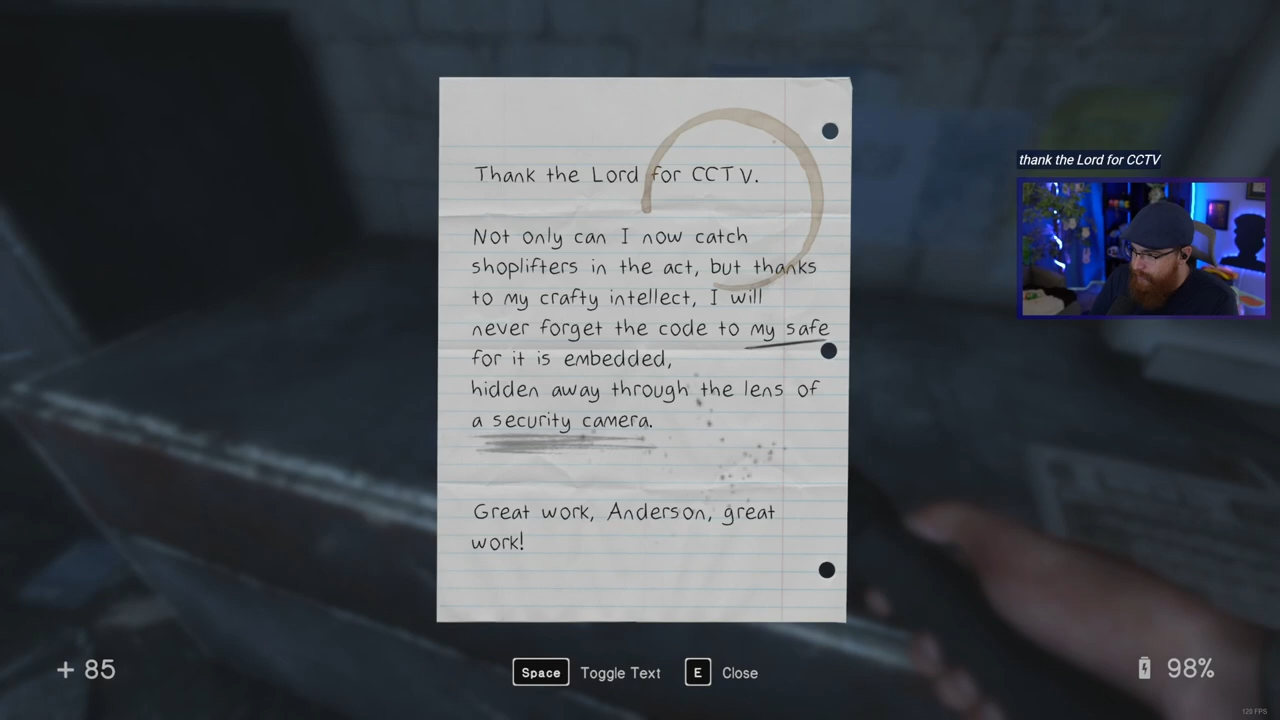 Thank the Lord for CCTV.
Not only can I now catch
shoplifters in the act, but thanks
to my crafty intellect, I will
never forget the code to my safe
for it is embedded,
hidden away through the lens of
a security camera.
Great work, Anderson, great
work!
thank the Lord for CCTV
+ 85
Space Toggle Text E Close
98%
120 FPS